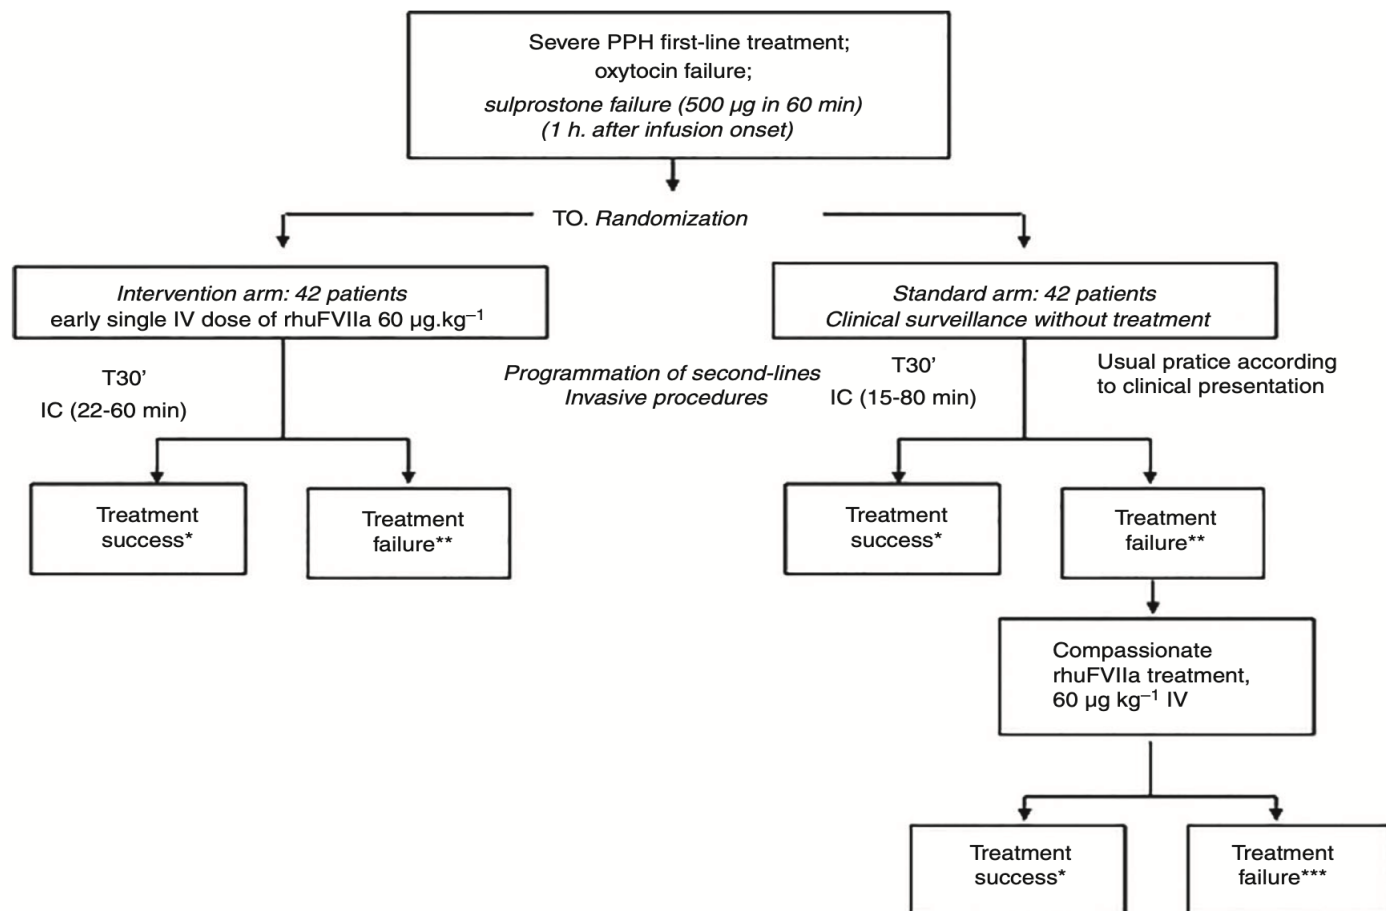 Severe PPH first-line treatment;
oxytocin failure;
sulprostone failure (500 µg in 60 min)
(1 h. after infusion onset)
TO. Randomization
Intervention arm: 42 patients
early single IV dose of rhuFVIIa 60 µg.kg⁻¹
Standard arm: 42 patients
Clinical surveillance without treatment
T30’
IC (22-60 min)
Programmation of second-lines
Invasive procedures
T30’
IC (15-80 min)
Usual pratice according
to clinical presentation
Treatment
success*
Treatment
failure**
Treatment
success*
Treatment
failure**
Compassionate
rhuFVIIa treatment,
60 µg kg⁻¹ IV
Treatment
success*
Treatment
failure***